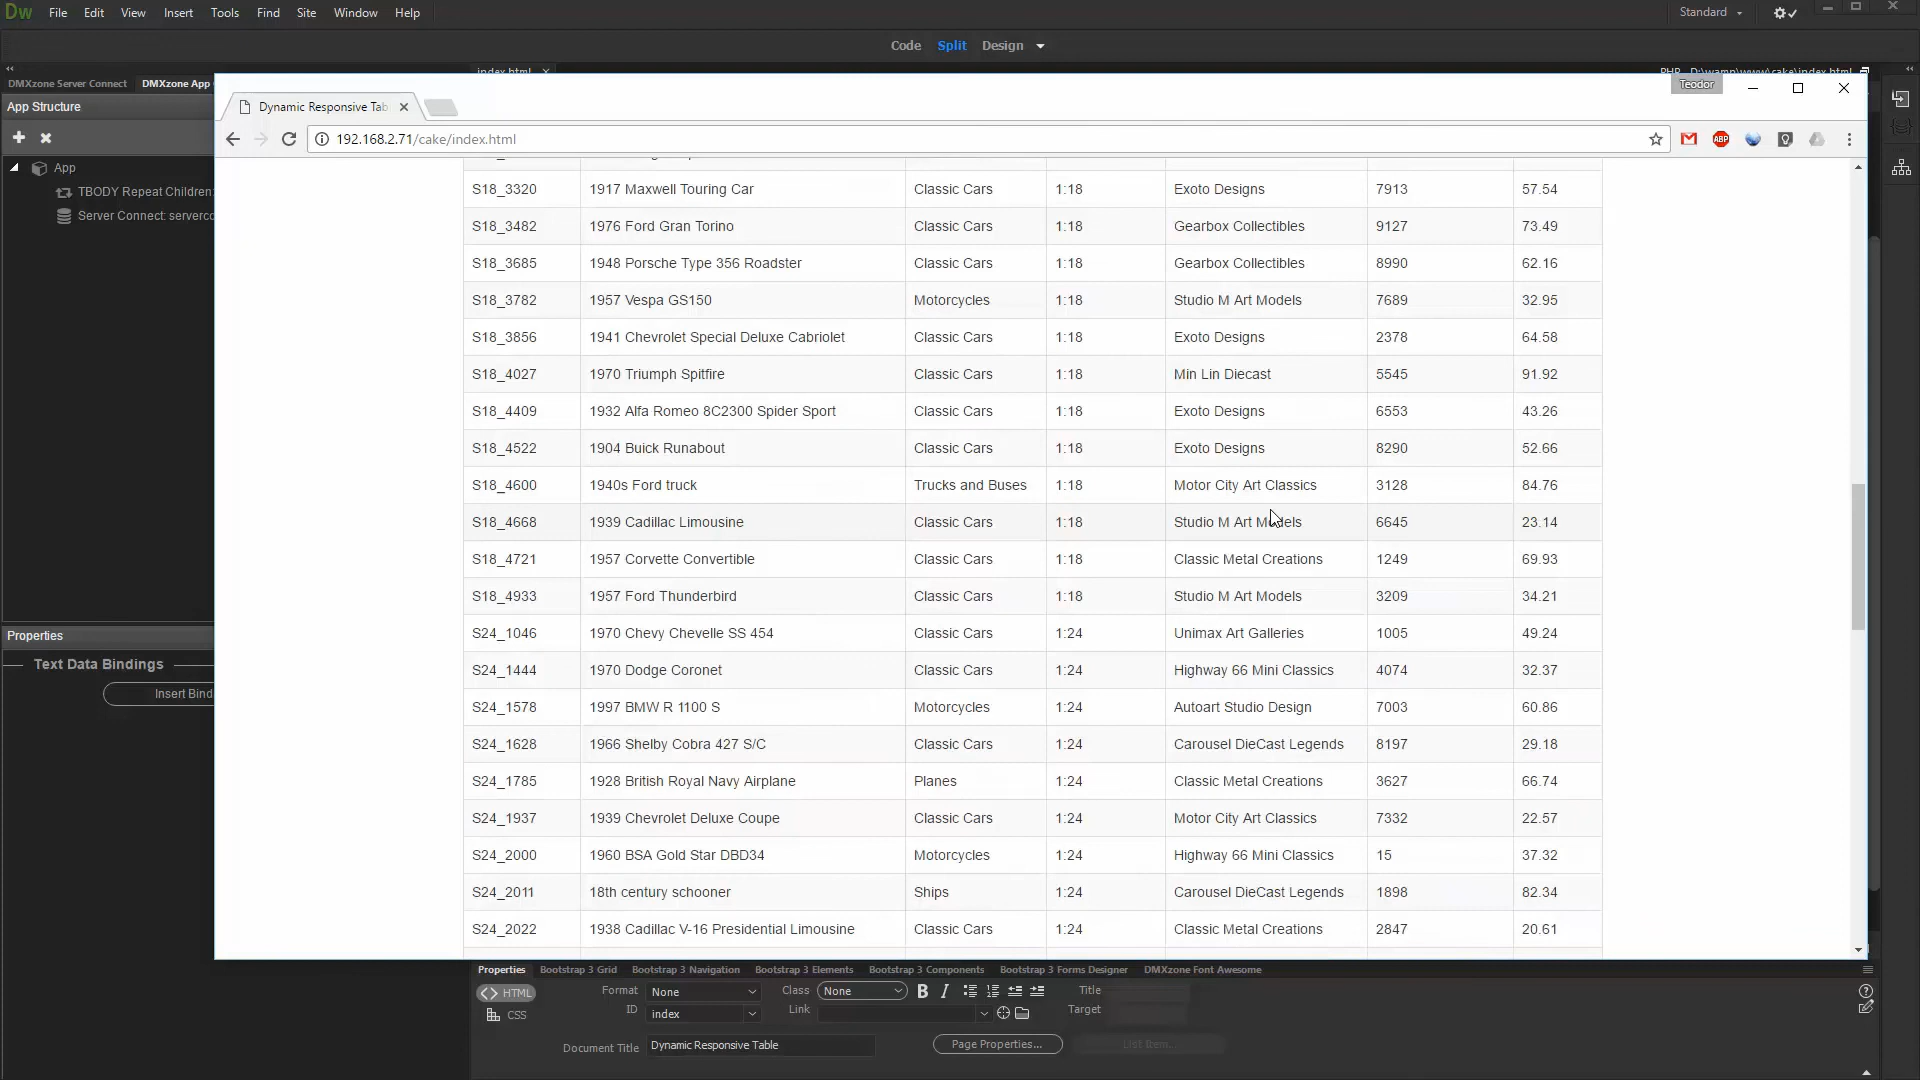 Dw File Edit View Insert Tools Find Site Window Help Standard
Code Split Design
DMXzone Server Connect DMXzone App index.html PHP D:\wamp\www\cake\index.html
App Structure
Teodor
Dynamic Responsive Tab
192.168.2.71/cake/index.html
App
TBODY Repeat Children:
Server Connect: serverco
Properties
Text Data Bindings
Insert Bind
S18_3320 1917 Maxwell Touring Car Classic Cars 1:18 Exoto Designs 7913 57.54
S18_3482 1976 Ford Gran Torino Classic Cars 1:18 Gearbox Collectibles 9127 73.49
S18_3685 1948 Porsche Type 356 Roadster Classic Cars 1:18 Gearbox Collectibles 8990 62.16
S18_3782 1957 Vespa GS150 Motorcycles 1:18 Studio M Art Models 7689 32.95
S18_3856 1941 Chevrolet Special Deluxe Cabriolet Classic Cars 1:18 Exoto Designs 2378 64.58
S18_4027 1970 Triumph Spitfire Classic Cars 1:18 Min Lin Diecast 5545 91.92
S18_4409 1932 Alfa Romeo 8C2300 Spider Sport Classic Cars 1:18 Exoto Designs 6553 43.26
S18_4522 1904 Buick Runabout Classic Cars 1:18 Exoto Designs 8290 52.66
S18_4600 1940s Ford truck Trucks and Buses 1:18 Motor City Art Classics 3128 84.76
S18_4668 1939 Cadillac Limousine Classic Cars 1:18 Studio M Art Models 6645 23.14
S18_4721 1957 Corvette Convertible Classic Cars 1:18 Classic Metal Creations 1249 69.93
S18_4933 1957 Ford Thunderbird Classic Cars 1:18 Studio M Art Models 3209 34.21
S24_1046 1970 Chevy Chevelle SS 454 Classic Cars 1:24 Unimax Art Galleries 1005 49.24
S24_1444 1970 Dodge Coronet Classic Cars 1:24 Highway 66 Mini Classics 4074 32.37
S24_1578 1997 BMW R 1100 S Motorcycles 1:24 Autoart Studio Design 7003 60.86
S24_1628 1966 Shelby Cobra 427 S/C Classic Cars 1:24 Carousel DieCast Legends 8197 29.18
S24_1785 1928 British Royal Navy Airplane Planes 1:24 Classic Metal Creations 3627 66.74
S24_1937 1939 Chevrolet Deluxe Coupe Classic Cars 1:24 Motor City Art Classics 7332 22.57
S24_2000 1960 BSA Gold Star DBD34 Motorcycles 1:24 Highway 66 Mini Classics 15 37.32
S24_2011 18th century schooner Ships 1:24 Carousel DieCast Legends 1898 82.34
S24_2022 1938 Cadillac V-16 Presidential Limousine Classic Cars 1:24 Classic Metal Creations 2847 20.61
Properties Bootstrap 3 Grid Bootstrap 3 Navigation Bootstrap 3 Elements Bootstrap 3 Components Bootstrap 3 Forms Designer DMXzone Font Awesome
HTML Format None Class None B I Title
CSS ID index Link Target
Document Title Dynamic Responsive Table Page Properties... List Item...